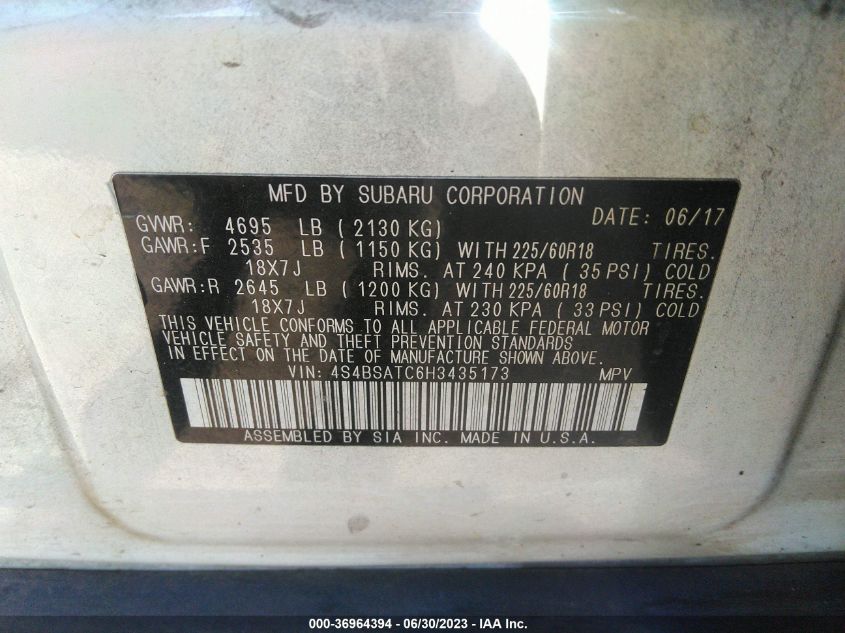 MFD BY SUBARU CORPORATION
DATE: 06/17
GVWR: 4695 LB ( 2130 KG)
GAWR:F 2535 LB ( 1150 KG) WITH 225/60R18 TIRES.
18X7J RIMS. AT 240 KPA ( 35 PSI) COLD
GAWR:R 2645 LB ( 1200 KG) WITH 225/60R18 TIRES.
18X7J RIMS. AT 230 KPA ( 33 PSI) COLD
THIS VEHICLE CONFORMS TO ALL APPLICABLE FEDERAL MOTOR
VEHICLE SAFETY AND THEFT PREVENTION STANDARDS
IN EFFECT ON THE DATE OF MANUFACTURE SHOWN ABOVE.
VIN: 4S4BSATC6H3435173 MPV
ASSEMBLED BY SIA INC. MADE IN U.S.A.
000-36964394 - 06/30/2023 - IAA Inc.